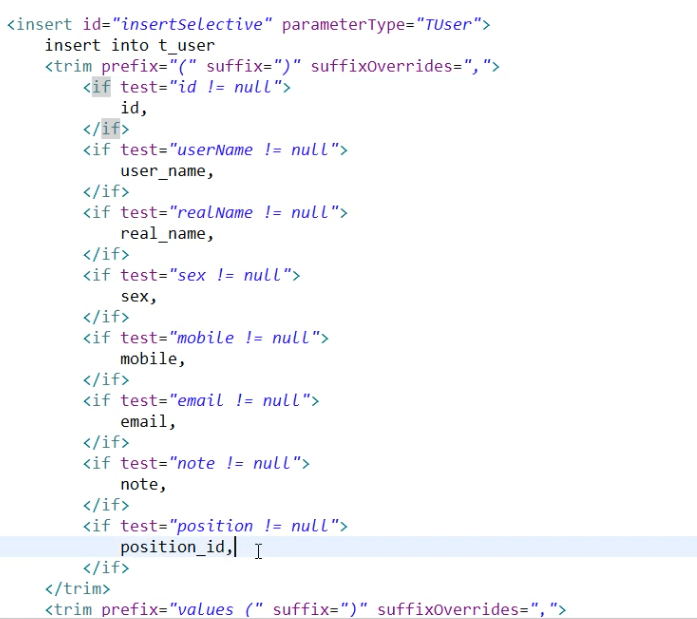 <insert id="insertSelective" parameterType="TUser">
insert into t_user
<trim prefix="(" suffix=")" suffixOverrides=",">
<if test="id != null">
id,
</if>
<if test="userName != null">
user_name,
</if>
<if test="realName != null">
real_name,
</if>
<if test="sex != null">
sex,
</if>
<if test="mobile != null">
mobile,
</if>
<if test="email != null">
email,
</if>
<if test="note != null">
note,
</if>
<if test="position != null">
position_id,
</if>
</trim>
<trim prefix="values (" suffix=")" suffixOverrides=",">